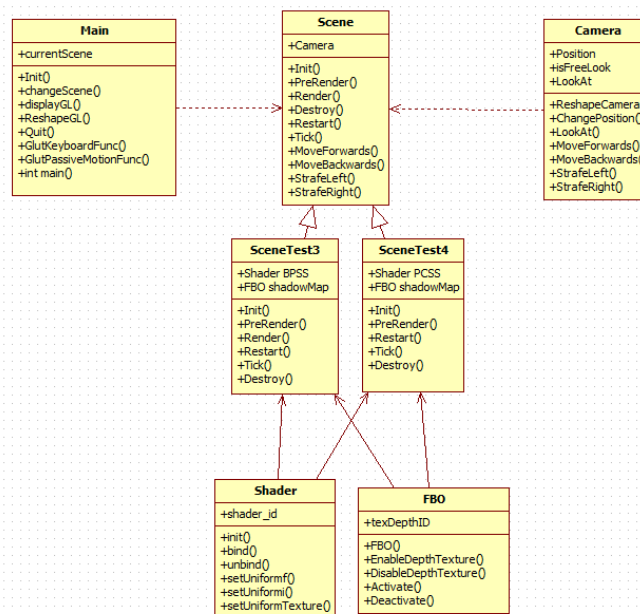 Main
+currentScene
+Init()
+changeScene()
+displayGL()
+ReshapeGL()
+Quit()
+GlutKeyboardFunc()
+GlutPassiveMotionFunc()
+int main()
Scene
+Camera
+Init()
+PreRender()
+Render()
+Destroy()
+Restart()
+Tick()
+MoveForwards()
+MoveBackwards()
+StrafeLeft()
+StrafeRight()
Camera
+Position
+isFreeLook
+LookAt
+ReshapeCamera(
+ChangePosition()
+LookAt()
+MoveForwards()
+MoveBackwards()
+StrafeLeft()
+StrafeRight()
SceneTest3
+Shader BPSS
+FBO shadowMap
+Init()
+PreRender()
+Render()
+Restart()
+Tick()
+Destroy()
SceneTest4
+Shader PCSS
+FBO shadowMap
+Init()
+PreRender()
+Restart()
+Tick()
+Destroy()
Shader
+shader_id
+init()
+bind()
+unbind()
+setUniformf()
+setUniformi()
+setUniformTexture()
FBO
+texDepthID
+FBO()
+EnableDepthTexture()
+DisableDepthTexture()
+Activate()
+Deactivate()